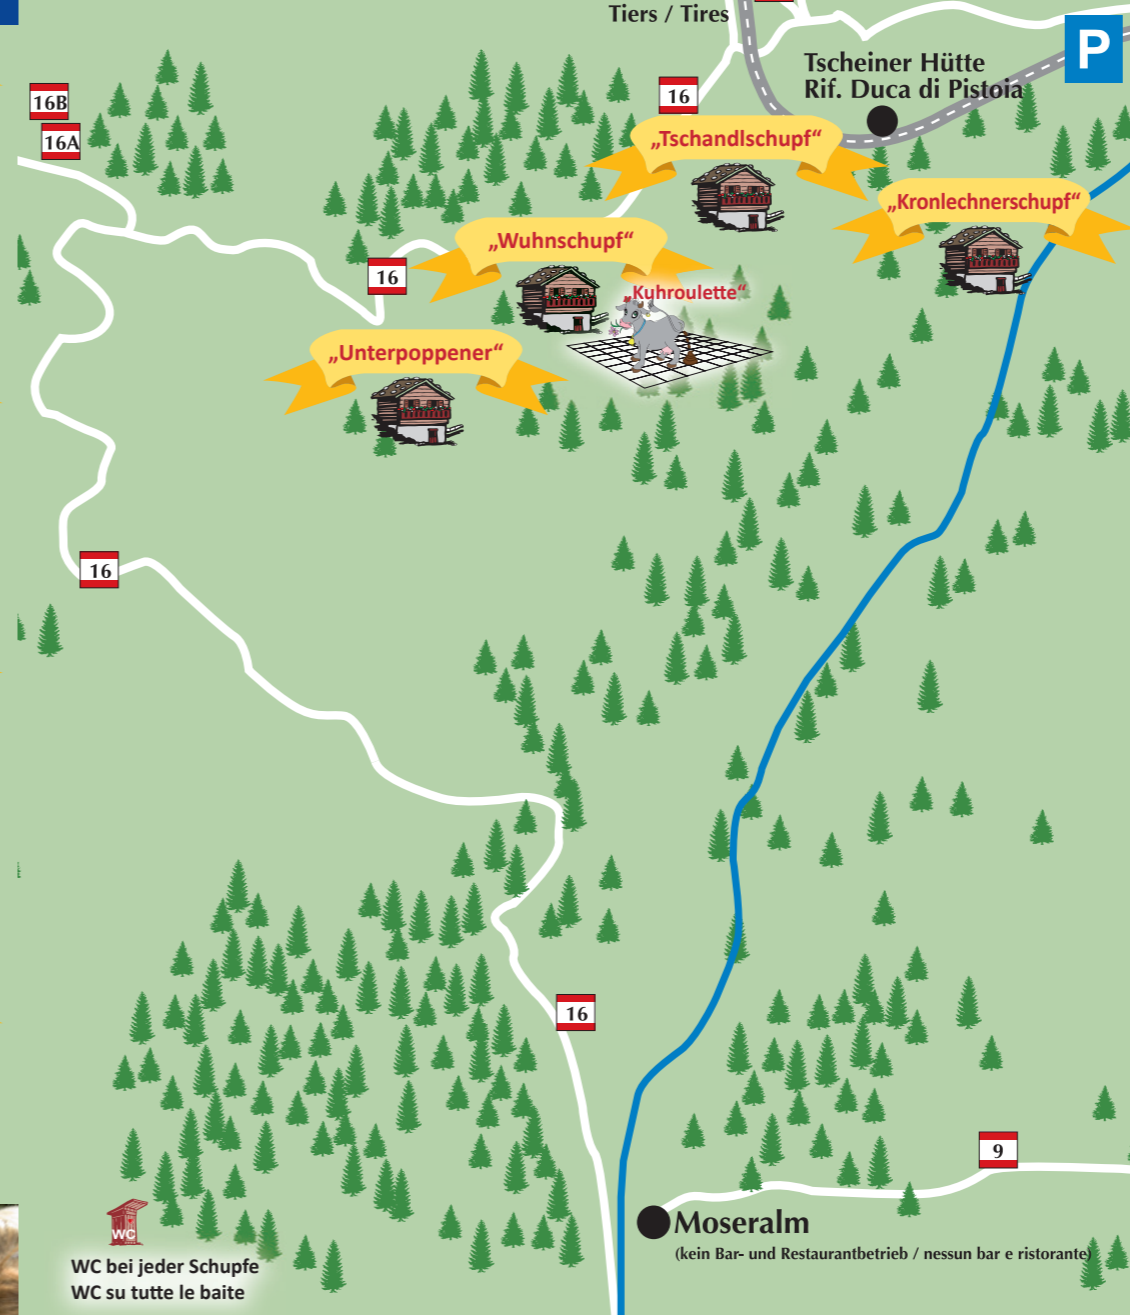 Tiers / Tires
P
Tscheiner Hütte
Rif. Duca di Pistoia
16
16B
16A
„Tschandlschupf“
„Kronlechnerschupf“
„Wuhnschupf“
16
„Kuhroulette“
„Unterpoppener“
16
16
9
Moseralm
(kein Bar- und Restaurantbetrieb / nessun bar e ristorante)
WC
WC bei jeder Schupfe
WC su tutte le baite